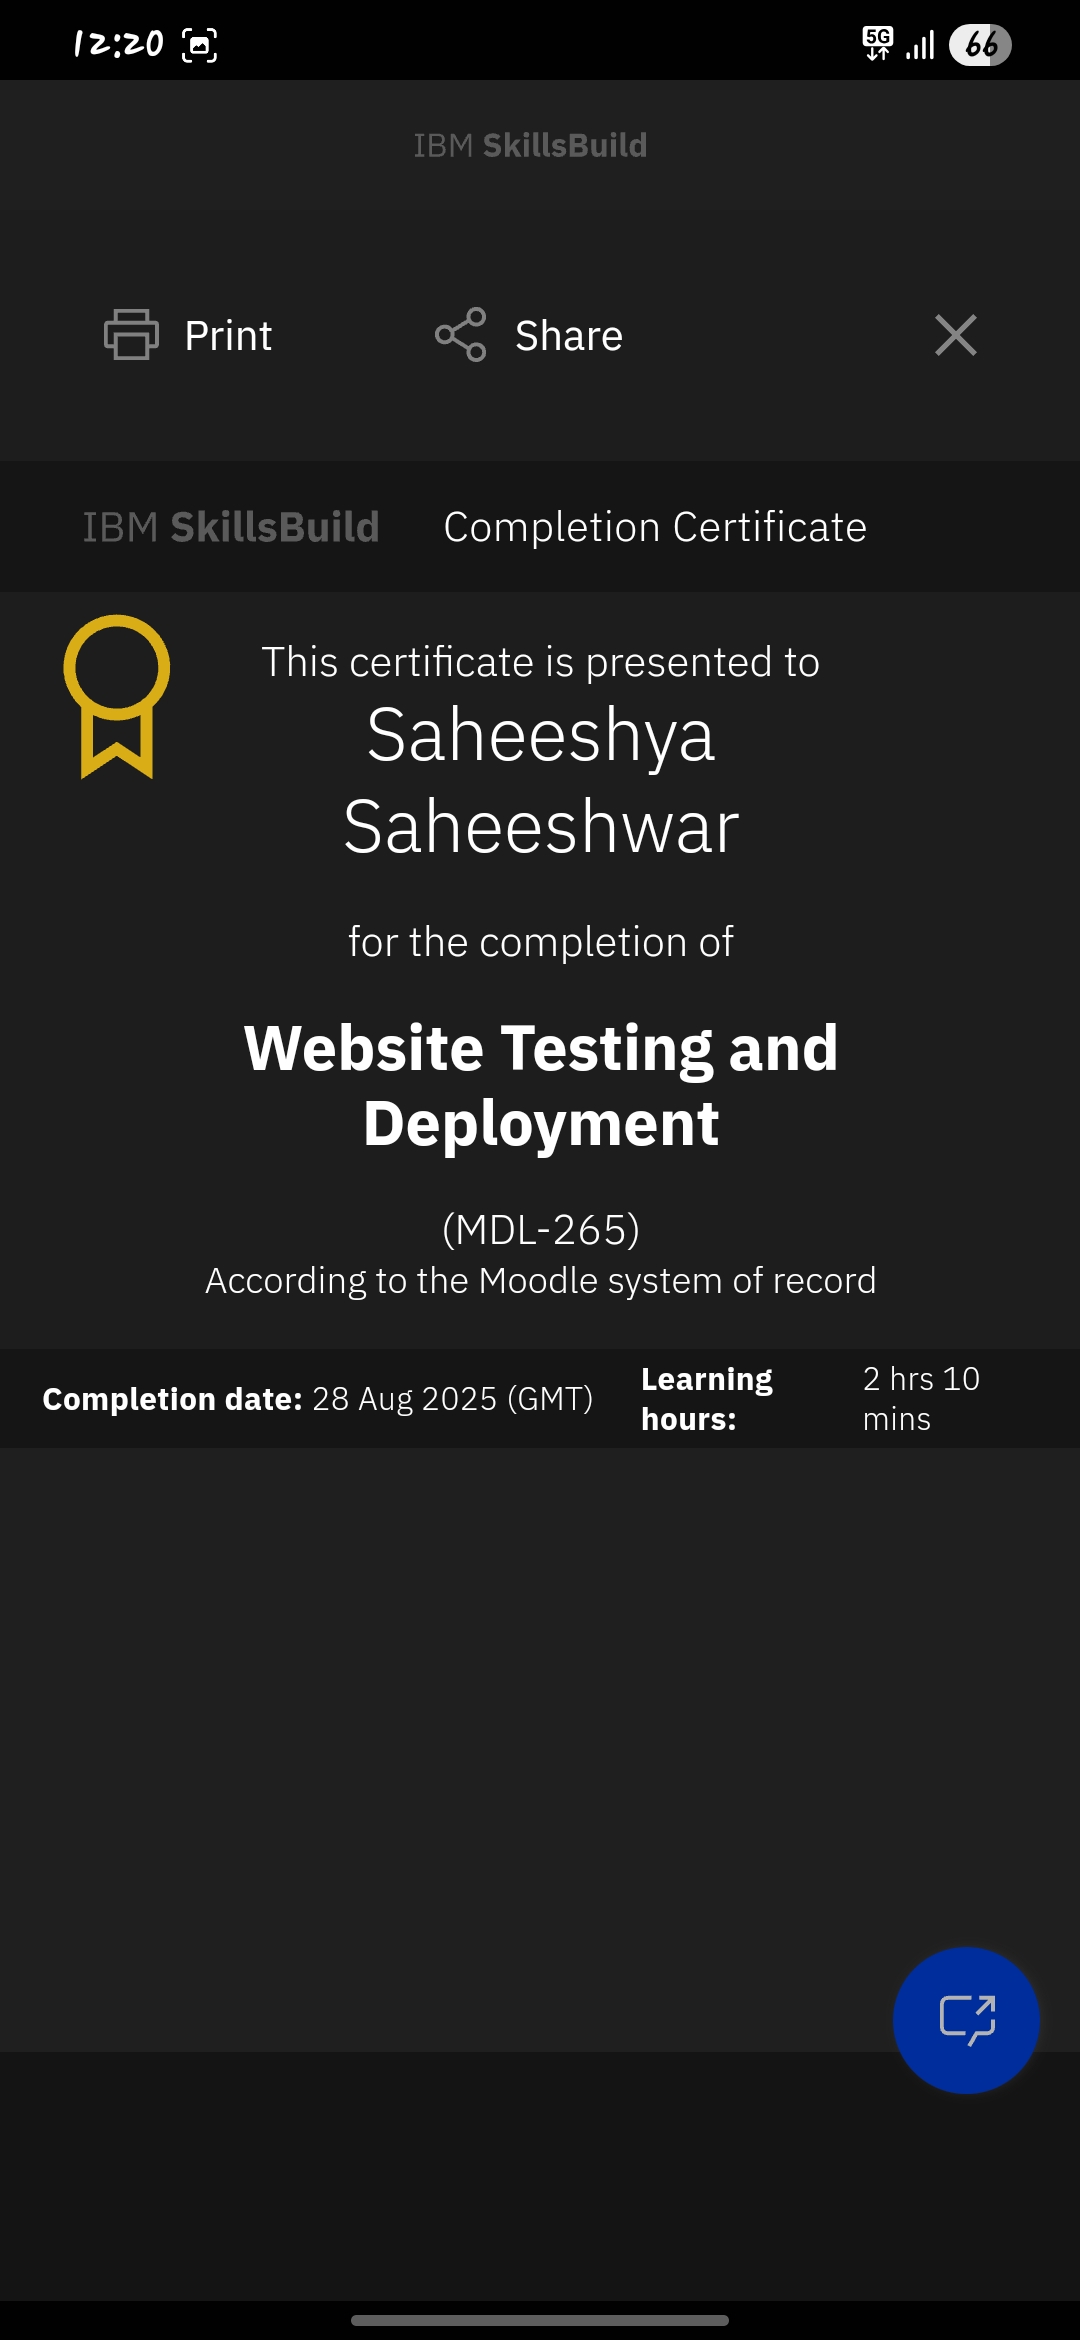 12:20
5G
66
IBM SkillsBuild
Print
Share
IBM SkillsBuild
Completion Certificate
This certificate is presented to
Saheeshya
Saheeshwar
for the completion of
Website Testing and
Deployment
(MDL-265)
According to the Moodle system of record
Completion date: 28 Aug 2025 (GMT)
Learning
hours:
2 hrs 10
mins